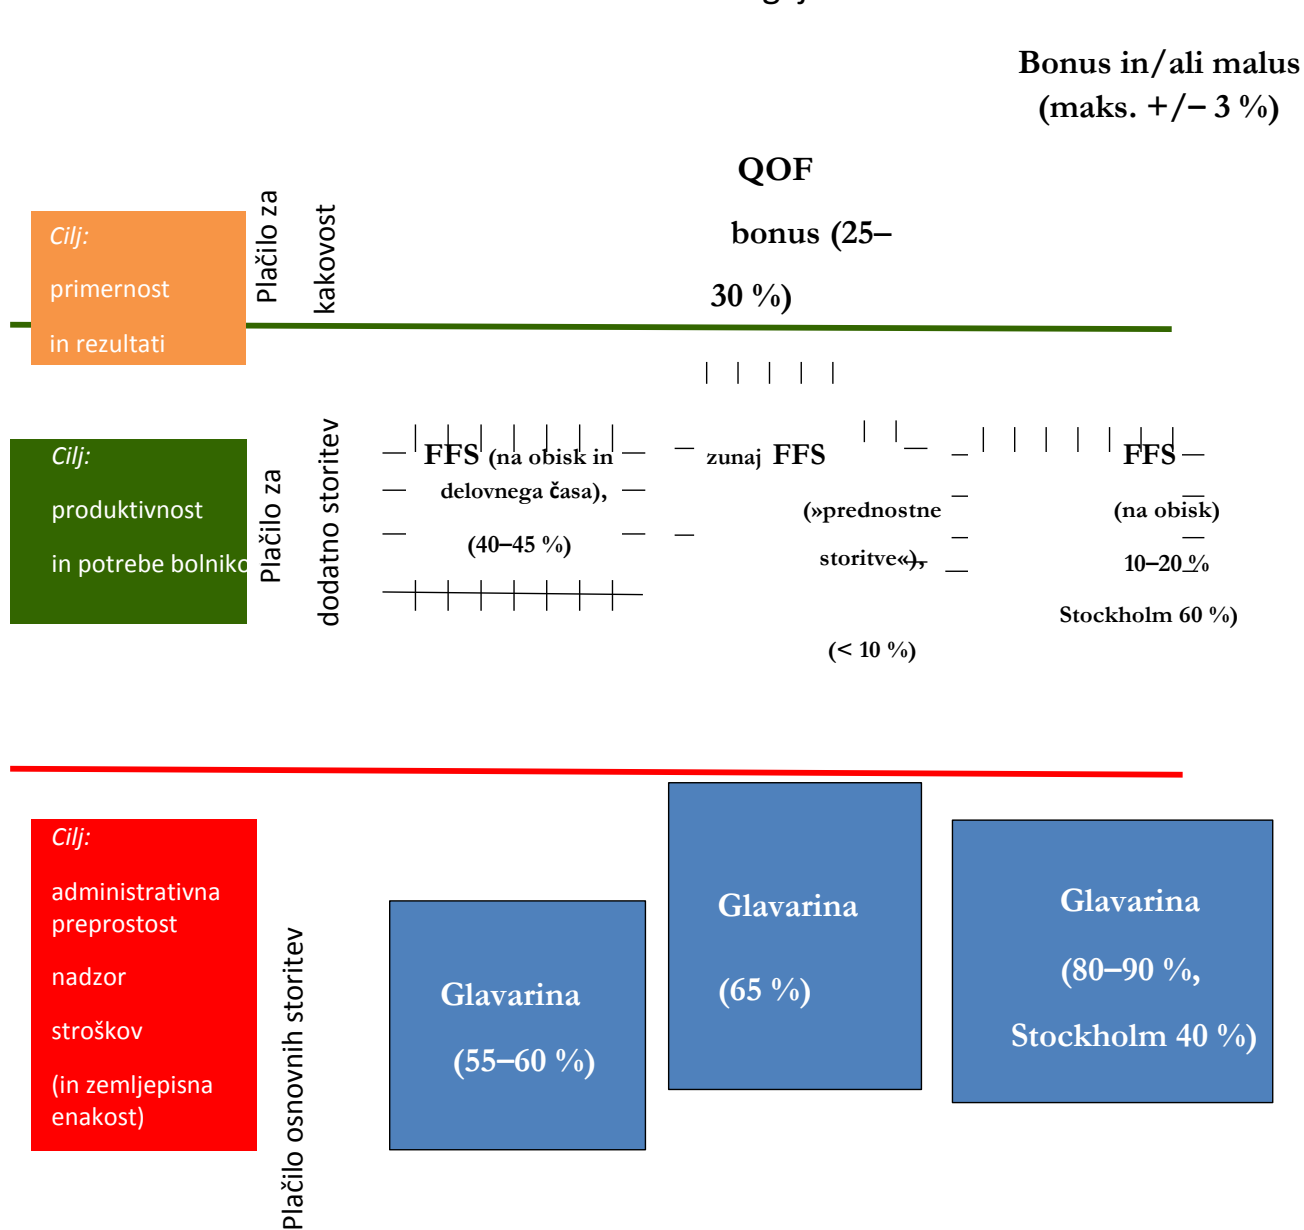 Bonus in/ali malus
(maks. +/– 3 %)
QOF
bonus (25–
30 %)
Cilj:
primernost
in rezultati
Plačilo za
kakovost
Cilj:
produktivnost
in potrebe bolniko
Plačilo za
dodatno storitev
FFS (na obisk in
delovnega časa),
(40–45 %)
zunaj FFS
(»prednostne
storitve«),
(< 10 %)
FFS
(na obisk)
10–20 %
Stockholm 60 %)
Cilj:
administrativna
preprostost
nadzor
stroškov
(in zemljepisna
enakost)
Plačilo osnovnih storitev
Glavarina
(55–60 %)
Glavarina
(65 %)
Glavarina
(80–90 %,
Stockholm 40 %)